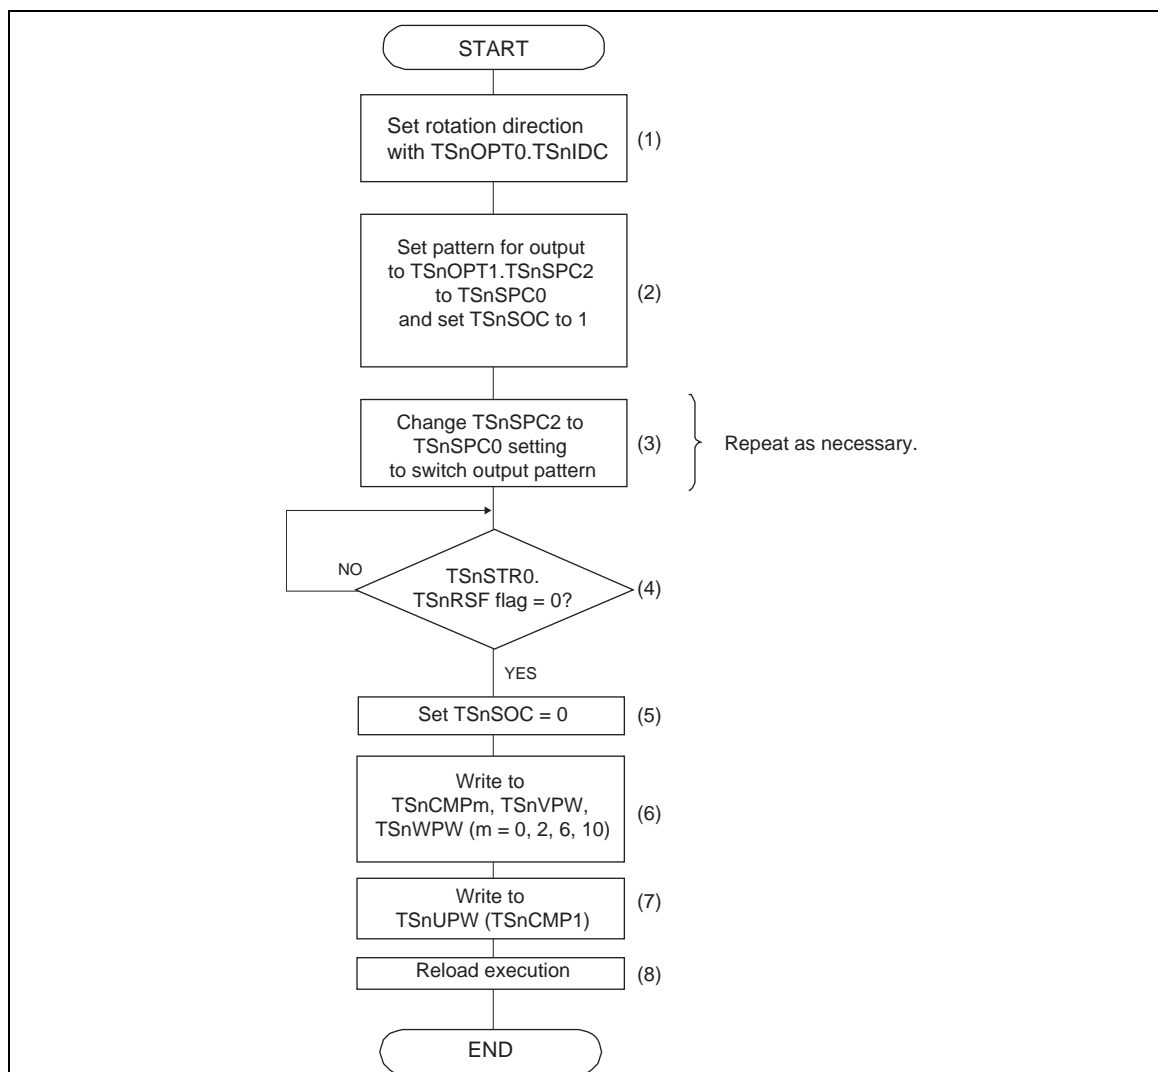 START
Set rotation direction
with TSnOPT0.TSnIDC
(1)
Set pattern for output
to TSnOPT1.TSnSPC2
to TSnSPC0
and set TSnSOC to 1
(2)
Change TSnSPC2 to
TSnSPC0 setting
to switch output pattern
(3)
Repeat as necessary.
NO
TSnSTR0.
TSnRSF flag = 0?
(4)
YES
Set TSnSOC = 0
(5)
Write to
TSnCMPm, TSnVPW,
TSnWPW (m = 0, 2, 6, 10)
(6)
Write to
TSnUPW (TSnCMP1)
(7)
Reload execution
(8)
END